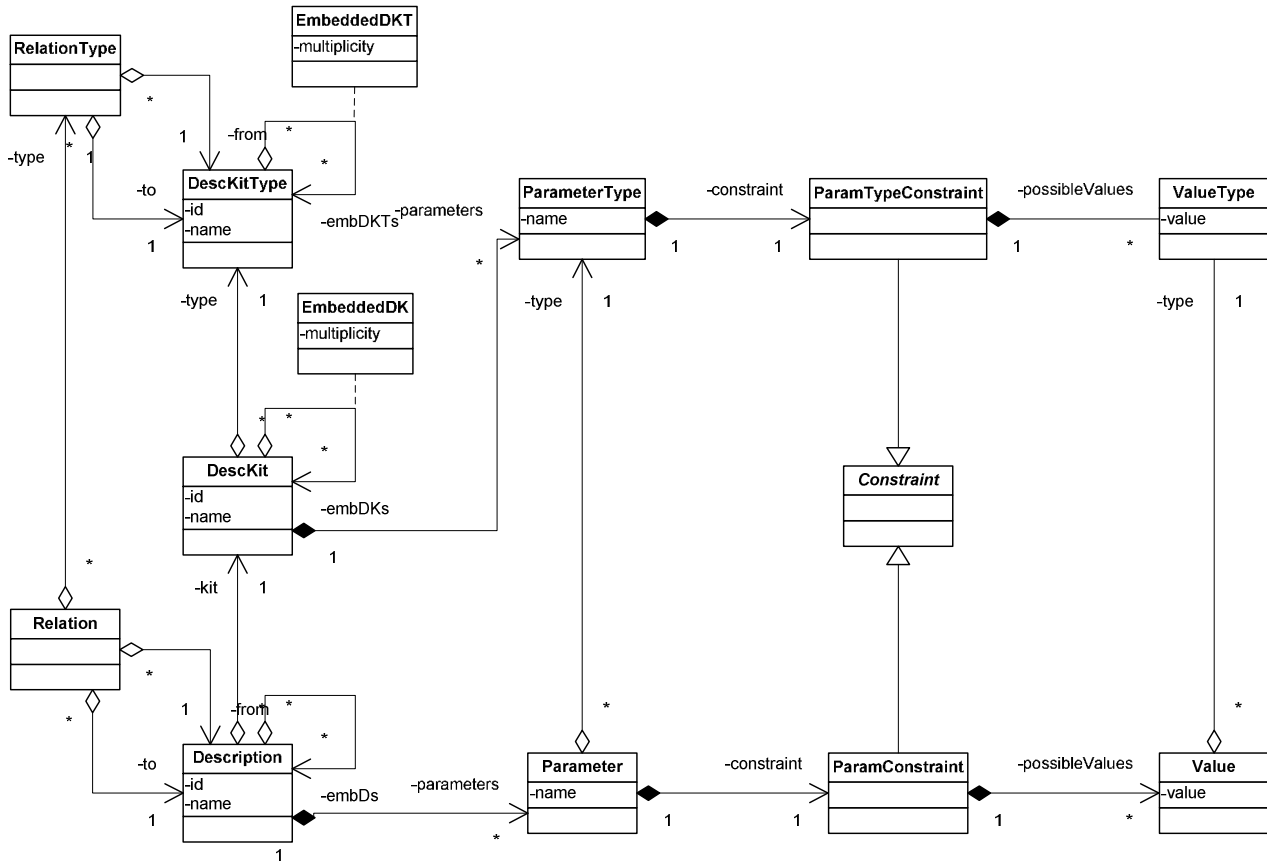 EmbeddedDKT
-multiplicity
RelationType
*
1
-from
*
*
-type
*
1
-to
1
DescKitType
-id
-name
-embDKTs
-parameters
*
ParameterType
-name
1
-constraint
1
ParamTypeConstraint
1
-possibleValues
*
ValueType
-value
-type
1
EmbeddedDK
-multiplicity
-type
1
-type
1
*
*
*
DescKit
-id
-name
-embDKs
1
Constraint
*
Relation
*
*
-kit
1
1
-from
*
*
*
-to
1
Description
-id
-name
-embDs
1
-parameters
*
*
Parameter
-name
1
-constraint
1
ParamConstraint
1
-possibleValues
*
*
Value
-value